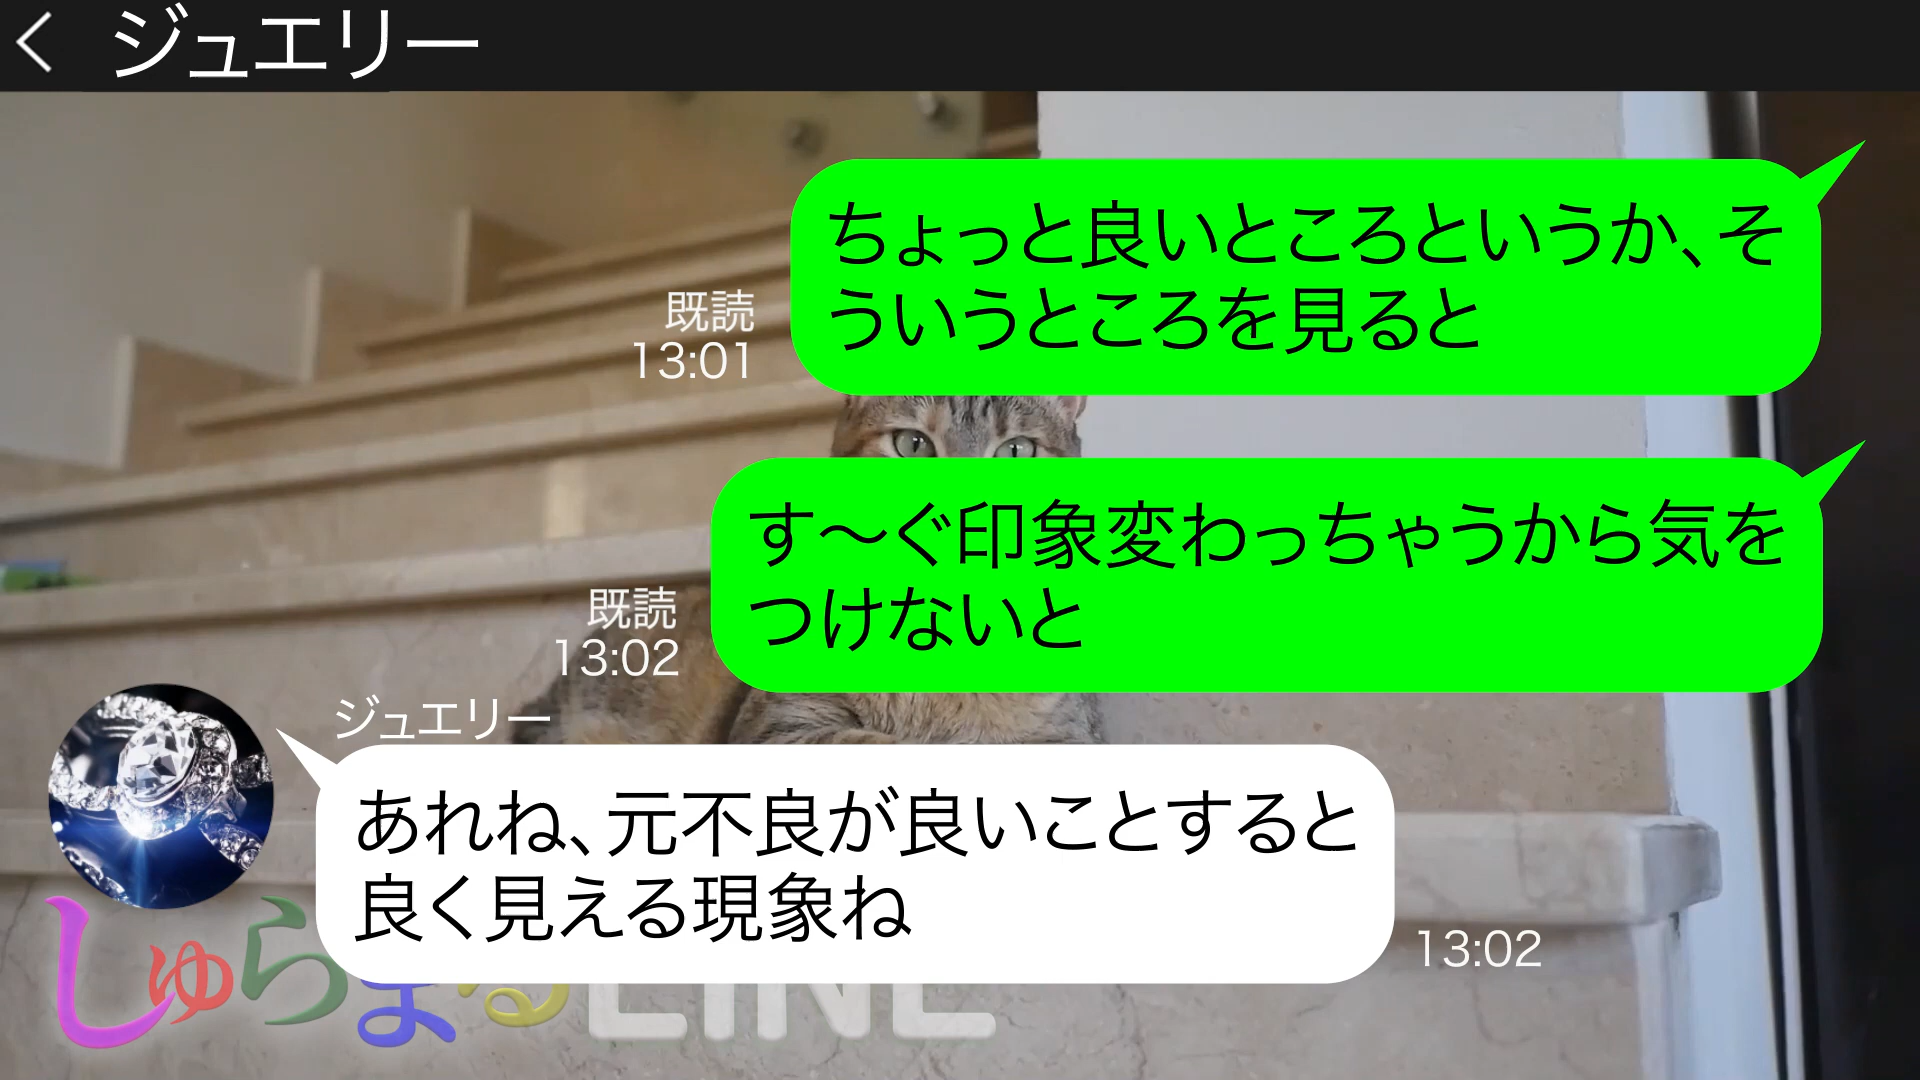 ジュエリー
ちょっと良いところというか、そ
ういうところを見ると
既読
13:01
す〜ぐ印象変わっちゃうから気を
つけないと
既読
13:02
ジュエリー
あれね、元不良が良いことすると
良く見える現象ね
13:02
しゅらまるLINE